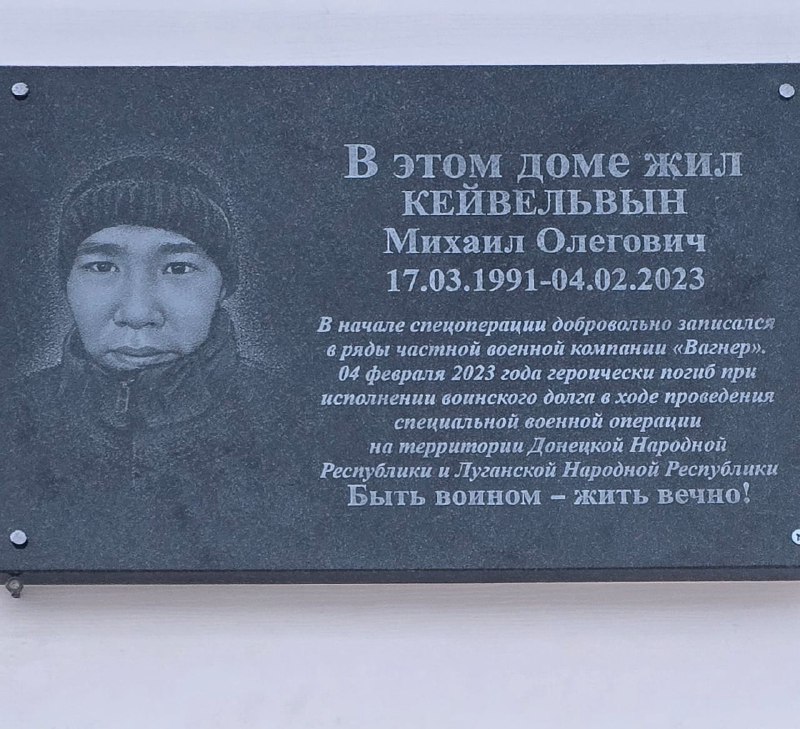 В этом доме жил
КЕЙВЕЛЬВЫН
Михаил Олегович
17.03.1991-04.02.2023
В начале спецоперации добровольно записался
в ряды частной военной компании «Вагнер».
04 февраля 2023 года героически погиб при
исполнении воинского долга в ходе проведения
специальной военной операции
на территории Донецкой Народной
Республики и Луганской Народной Республики
Быть воином – жить вечно!